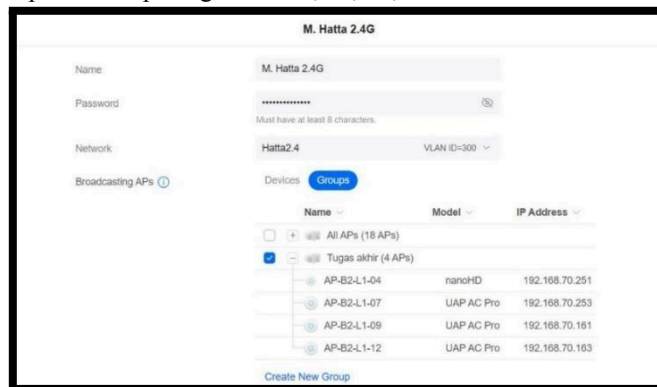 M. Hatta 2.4G
Name M. Hatta 2.4G
Password ••••••••••••••
Must have at least 8 characters.
Network Hatta2.4 VLAN ID=300
Broadcasting APs Devices Groups
Name Model IP Address
All APs (18 APs)
Tugas akhir (4 APs)
AP-B2-L1-04 nanoHD 192.168.70.251
AP-B2-L1-07 UAP AC Pro 192.168.70.253
AP-B2-L1-09 UAP AC Pro 192.168.70.161
AP-B2-L1-12 UAP AC Pro 192.168.70.163
Create New Group